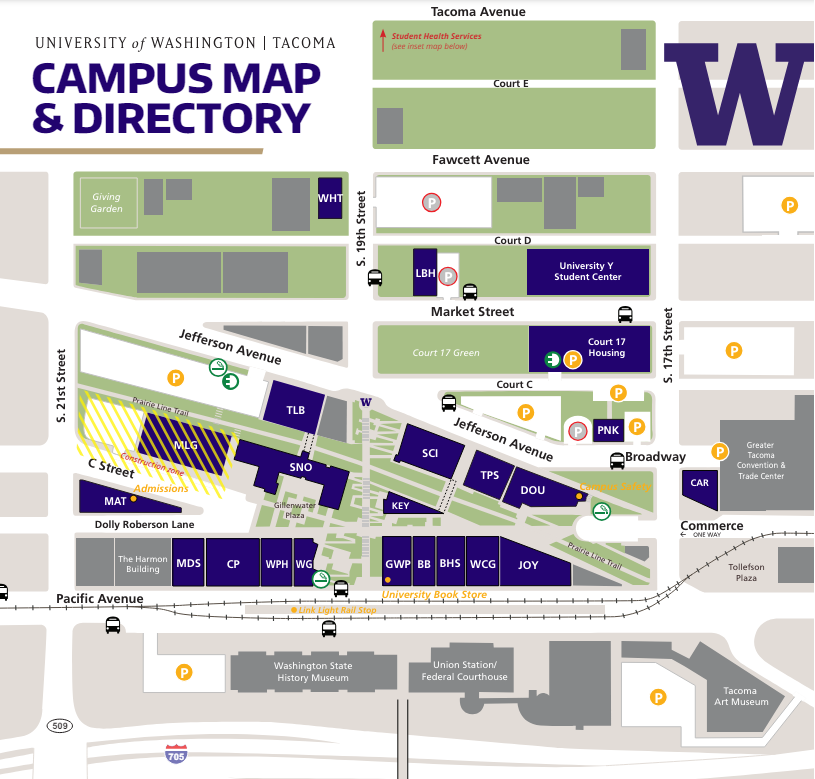 Tacoma Avenue
UNIVERSITY of WASHINGTON | TACOMA
CAMPUS MAP
& DIRECTORY
Student Health Services
(see inset map below)
W
Court E
Fawcett Avenue
Giving
Garden
WHT
S. 19th Street
P
P
Court D
LBH
P
University Y
Student Center
Market Street
S. 17th Street
Jefferson Avenue
Court 17 Green
Court 17
Housing
P
P
S. 21st Street
P
Court C
P
P
Prairie Line Trail
TLB
W
P
Jefferson Avenue
P
PNK
P
MLG
SNO
SCI
Broadway
P
Greater
Tacoma
Convention &
Trade Center
C Street
Construction zone
TPS
DOU
CAR
Admissions
MAT
Gillenwater
Plaza
KEY
Dolly Roberson Lane
Commerce
← ONE WAY
The Harmon
Building
MDS
CP
WPH
WG
GWP
BB
BHS
WCG
JOY
Prairie Line Trail
Tollefson
Plaza
Pacific Avenue
University Book Store
Link Light Rail Stop
P
Washington State
History Museum
Union Station/
Federal Courthouse
P
Tacoma
Art Museum
509
705